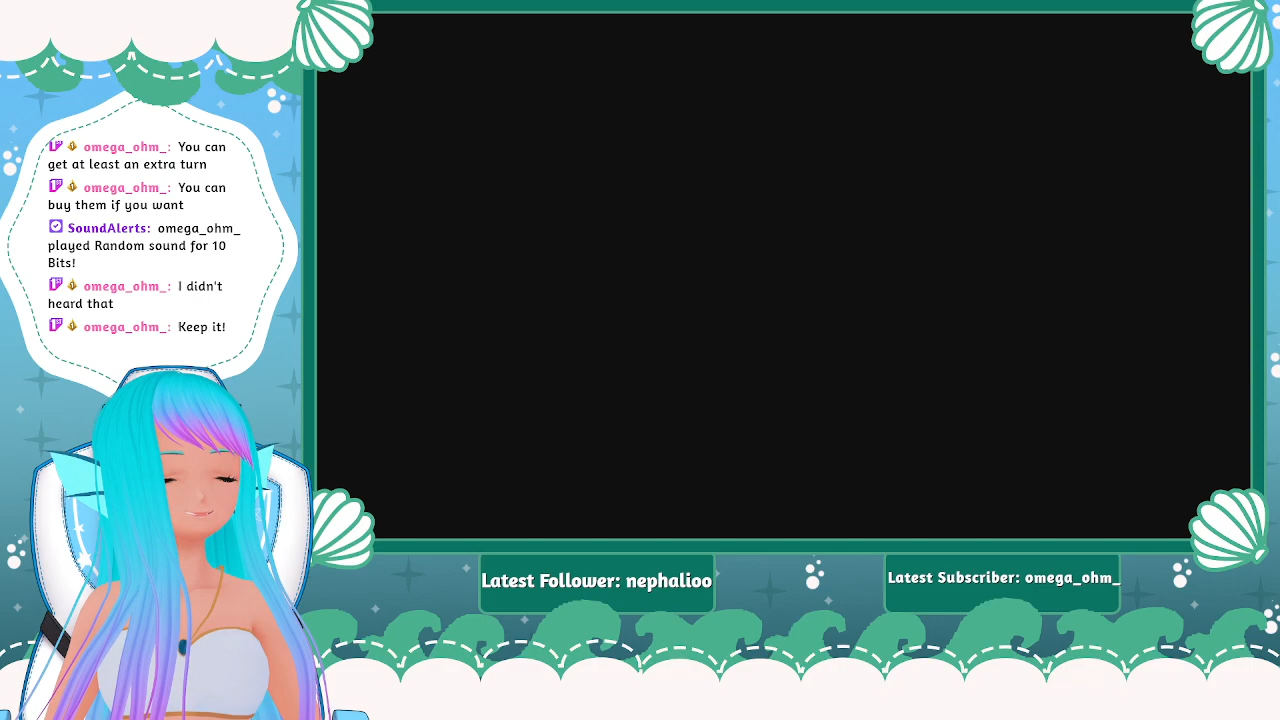 omega_ohm_: You can
get at least an extra turn
omega_ohm_: You can
buy them if you want
SoundAlerts: omega_ohm_
played Random sound for 10
Bits!
omega_ohm_: I didn't
heard that
omega_ohm_: Keep it!
Latest Follower: nephalioo
Latest Subscriber: omega_ohm_